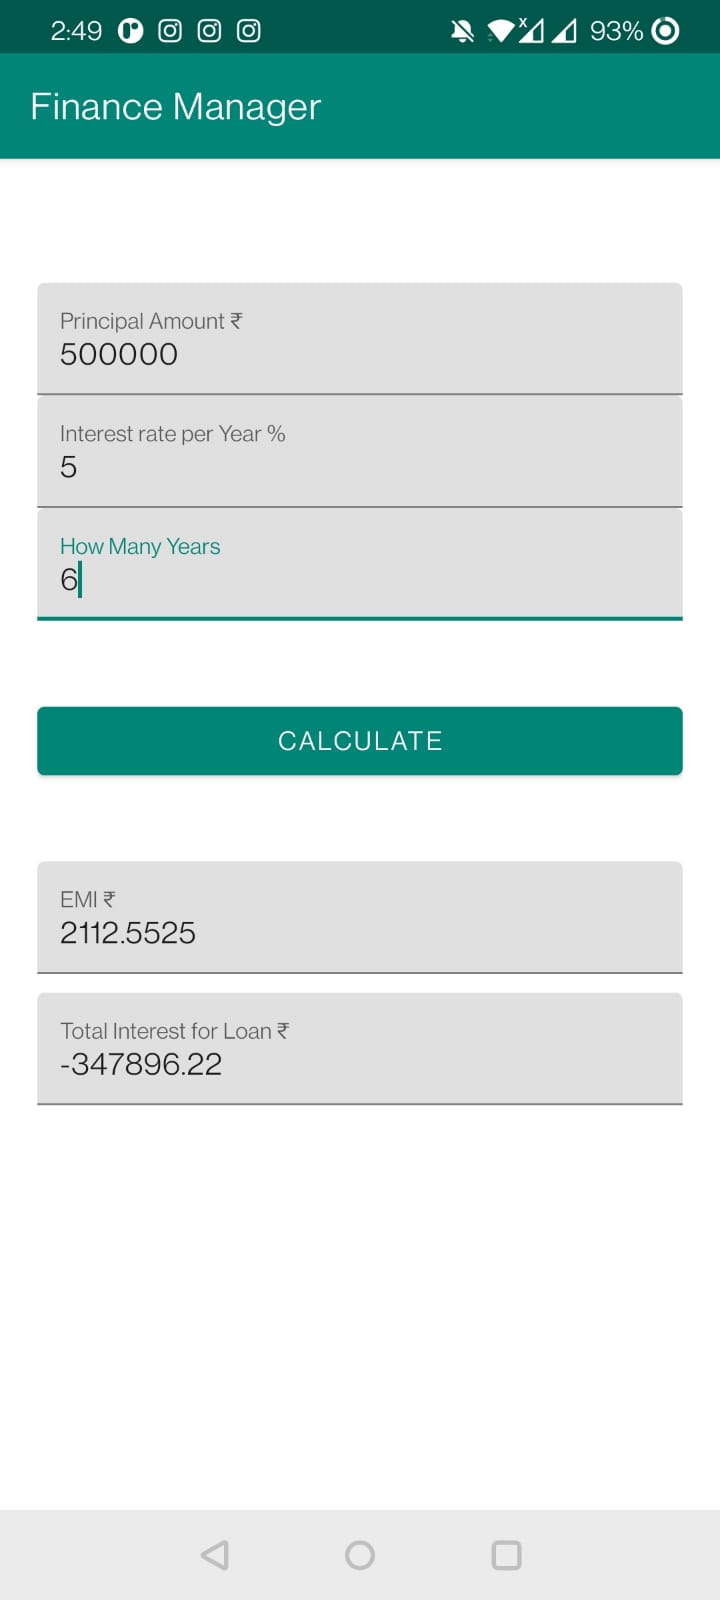 2:49 93%
Finance Manager
Principal Amount ₹
500000
Interest rate per Year %
5
How Many Years
6
CALCULATE
EMI ₹
2112.5525
Total Interest for Loan ₹
-347896.22